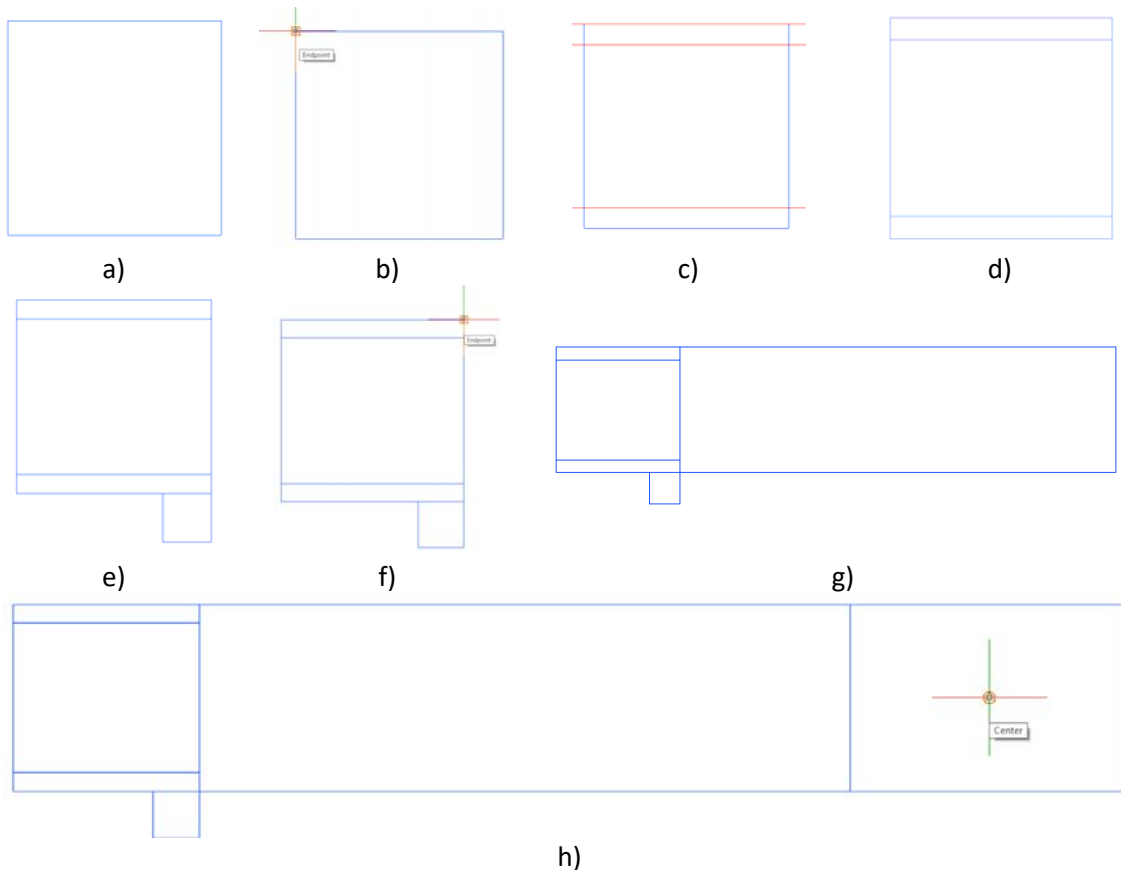 Endpoint
a) b) c) d)
Endpoint
e) f) g)
Center
h)